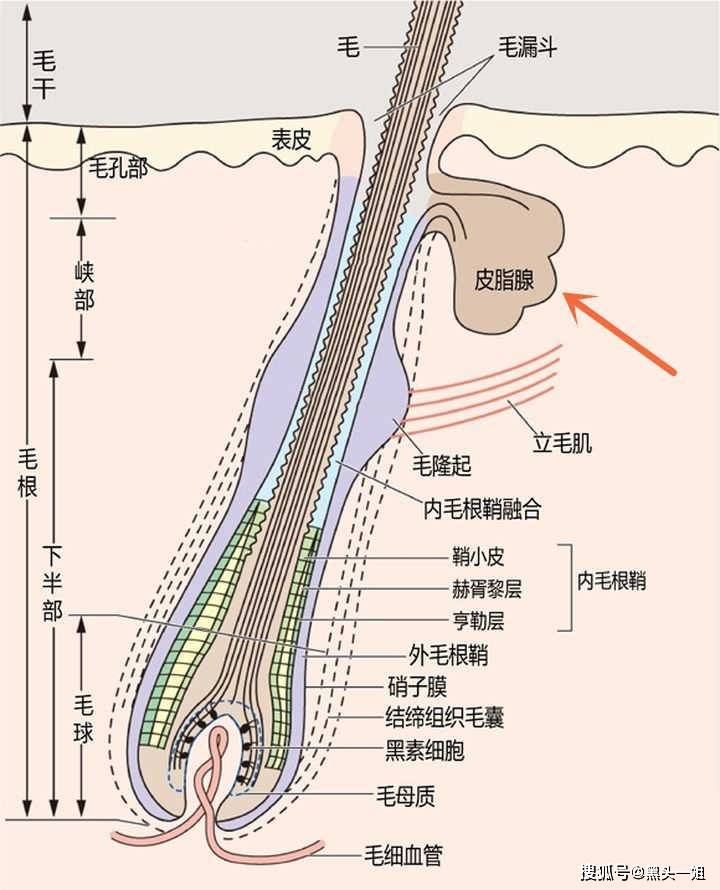 毛
毛漏斗
毛干
表皮
毛孔部
皮脂腺
峡部
立毛肌
毛隆起
毛根
内毛根鞘融合
下半部
鞘小皮
赫胥黎层
内毛根鞘
亨勒层
外毛根鞘
硝子膜
毛球
结缔组织毛囊
黑素细胞
毛母质
毛细血管
搜狐号@黑头一姐